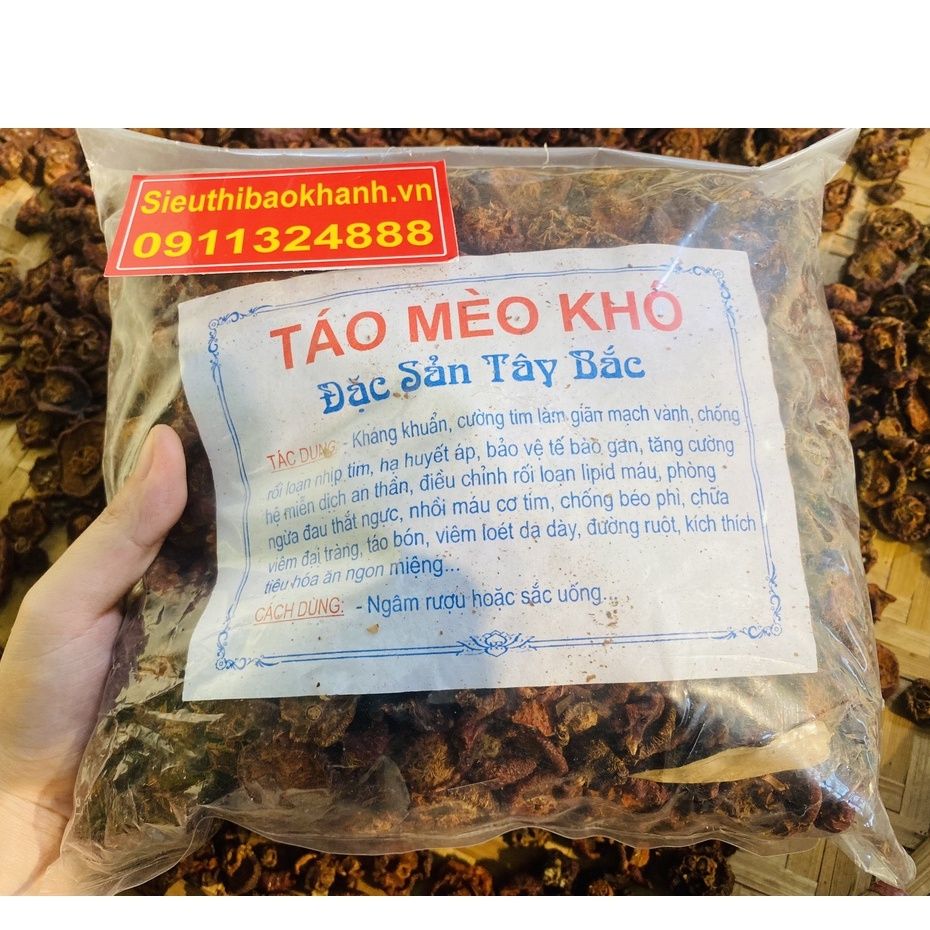 Sieuthibaokhanh.vn
0911324888
TÁO MÈO KHÔ
Đặc Sản Tây Bắc
TÁC DỤNG: - Kháng khuẩn, cường tim làm giãn mạch vành, chống
rối loạn nhịp tim, hạ huyết áp, bảo vệ tế bào gan, tăng cường
hệ miễn dịch an thần, điều chỉnh rối loạn lipid máu, phòng
ngừa đau thắt ngực, nhồi máu cơ tim, chống béo phì, chữa
viêm đại tràng, táo bón, viêm loét dạ dày, đường ruột, kích thích
tiêu hóa ăn ngon miệng...
CÁCH DÙNG: - Ngâm rượu hoặc sắc uống...